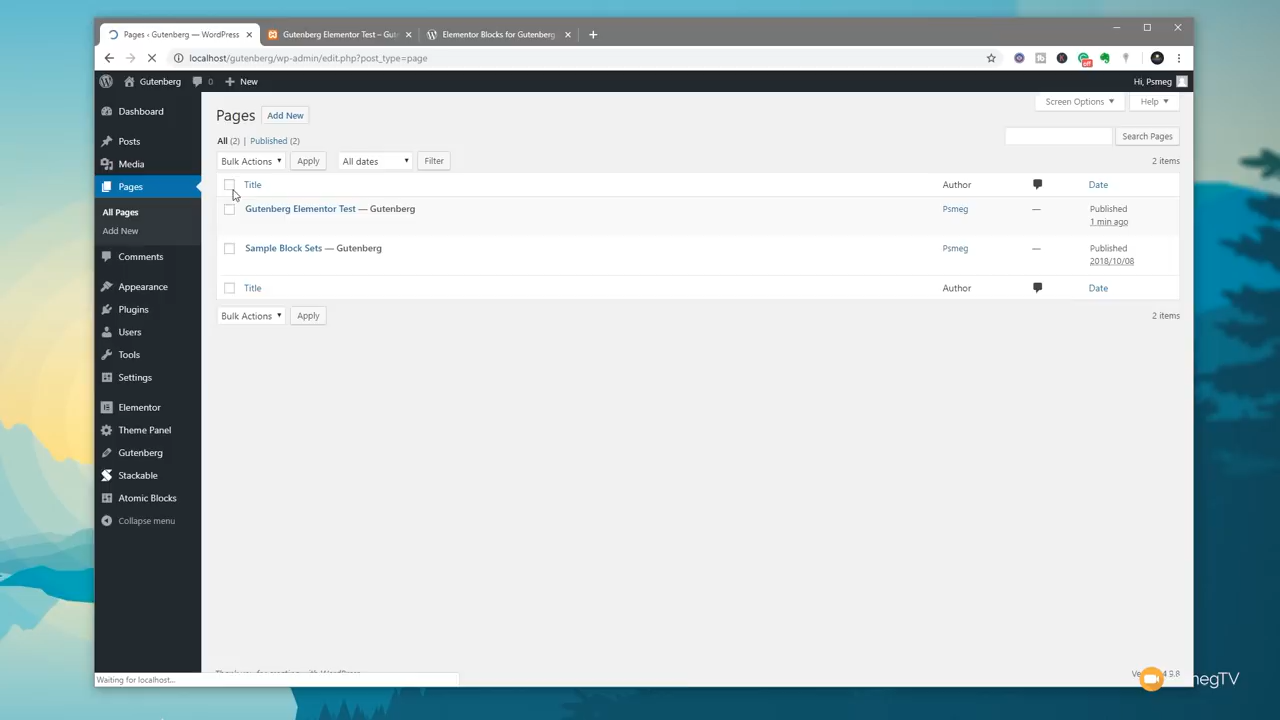 Pages ‹ Gutenberg — WordPress
Gutenberg Elementor Test – Gut
Elementor Blocks for Gutenberg
localhost/gutenberg/wp-admin/edit.php?post_type=page
off
Gutenberg
0
New
Hi, Psmeg
Dashboard
Posts
Media
Pages
All Pages
Add New
Comments
Appearance
Plugins
Users
Tools
Settings
Elementor
Theme Panel
Gutenberg
Stackable
Atomic Blocks
Collapse menu
Screen Options
Help
Pages
Add New
All (2) | Published (2)
Search Pages
Bulk Actions
Apply
All dates
Filter
2 items
Title
Author
Date
Gutenberg Elementor Test — Gutenberg
Psmeg
—
Published
1 min ago
Sample Block Sets — Gutenberg
Psmeg
—
Published
2018/10/08
Title
Author
Date
Bulk Actions
Apply
2 items
Waiting for localhost...